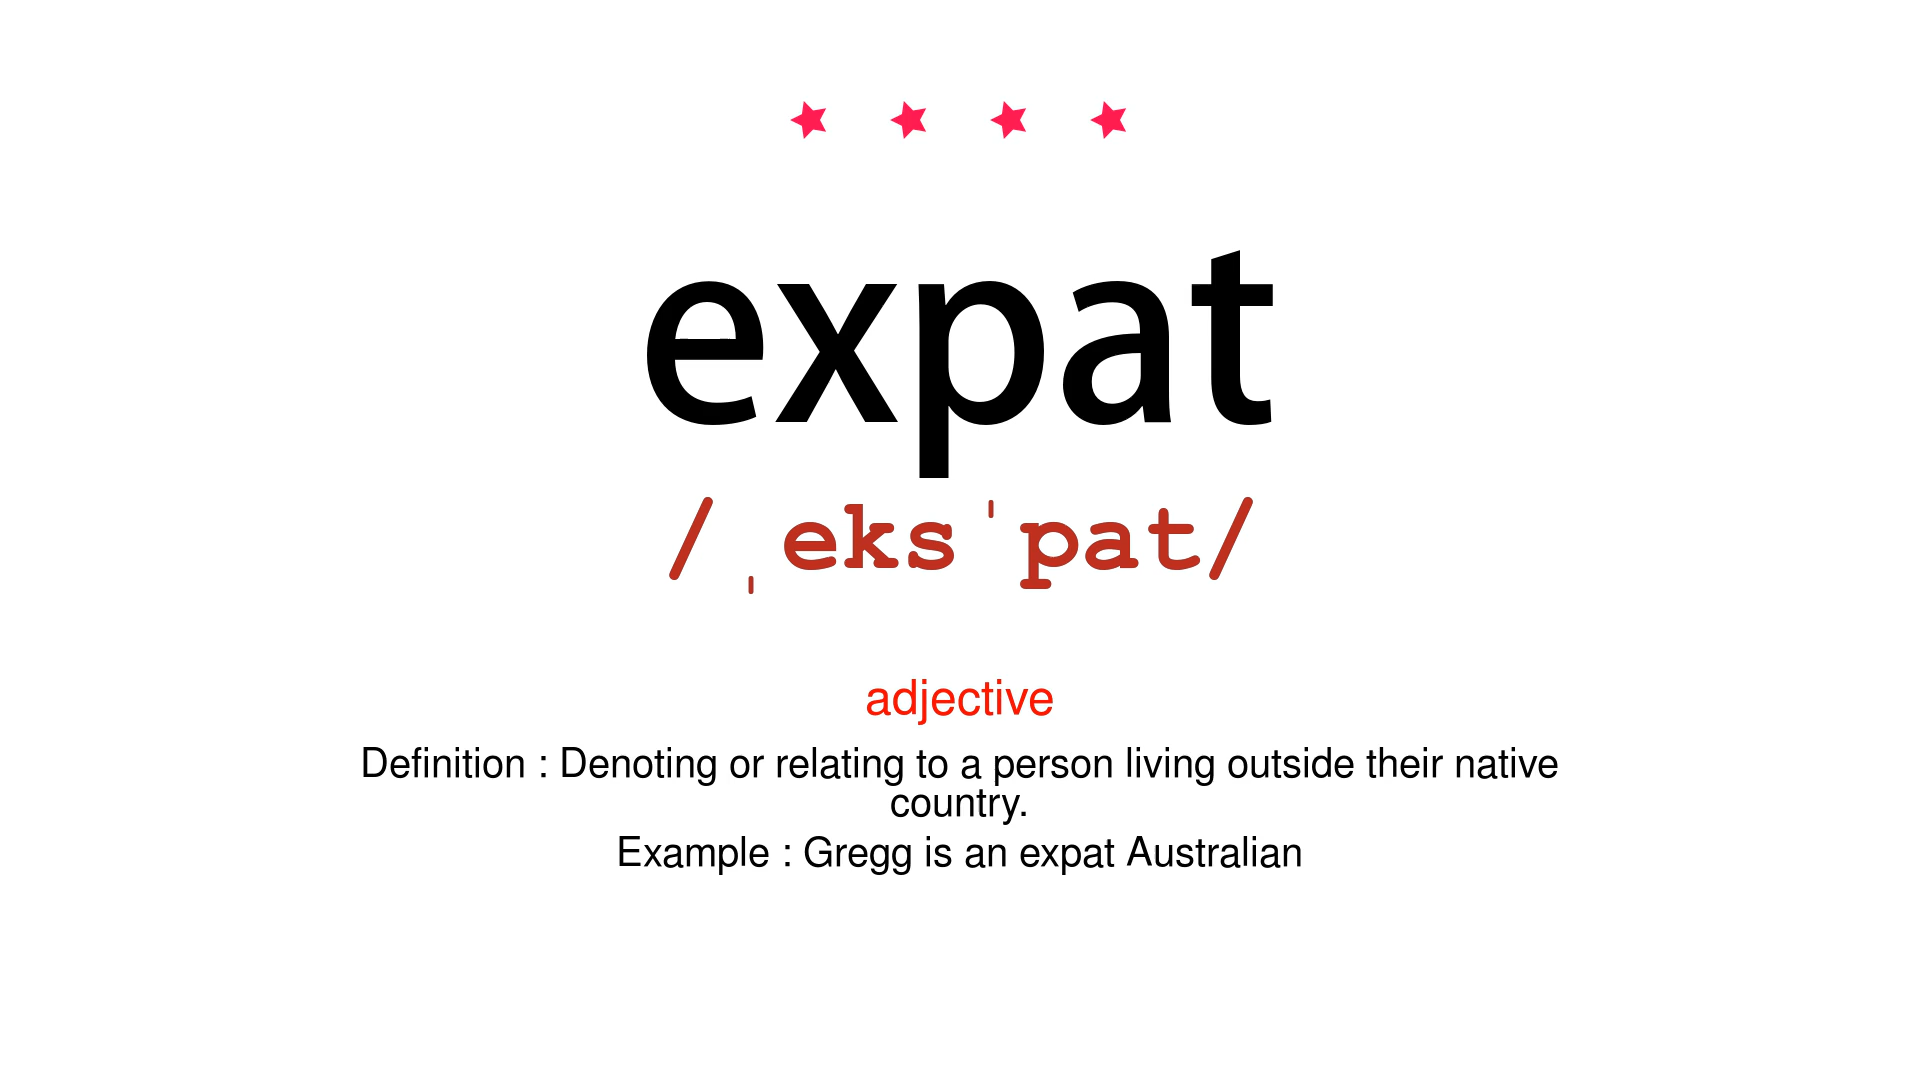 expat
/ˌeksˈpat/
adjective
Definition : Denoting or relating to a person living outside their native
country.
Example : Gregg is an expat Australian